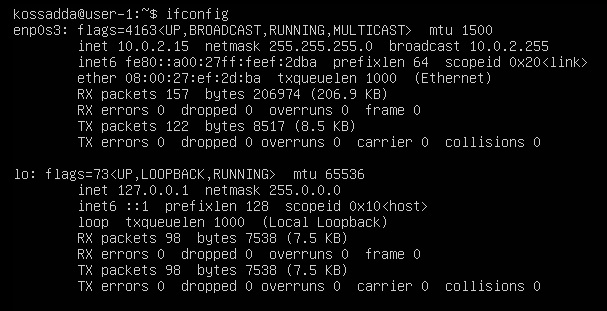 kossadda@user-1:~$ ifconfig
enp0s3: flags=4163<UP,BROADCAST,RUNNING,MULTICAST>  mtu 1500
        inet 10.0.2.15  netmask 255.255.255.0  broadcast 10.0.2.255
        inet6 fe80::a00:27ff:feef:2dba  prefixlen 64  scopeid 0x20<link>
        ether 08:00:27:ef:2d:ba  txqueuelen 1000  (Ethernet)
        RX packets 157  bytes 206974 (206.9 KB)
        RX errors 0  dropped 0  overruns 0  frame 0
        TX packets 122  bytes 8517 (8.5 KB)
        TX errors 0  dropped 0 overruns 0  carrier 0  collisions 0

lo: flags=73<UP,LOOPBACK,RUNNING>  mtu 65536
        inet 127.0.0.1  netmask 255.0.0.0
        inet6 ::1  prefixlen 128  scopeid 0x10<host>
        loop  txqueuelen 1000  (Local Loopback)
        RX packets 98  bytes 7538 (7.5 KB)
        RX errors 0  dropped 0  overruns 0  frame 0
        TX packets 98  bytes 7538 (7.5 KB)
        TX errors 0  dropped 0 overruns 0  carrier 0  collisions 0